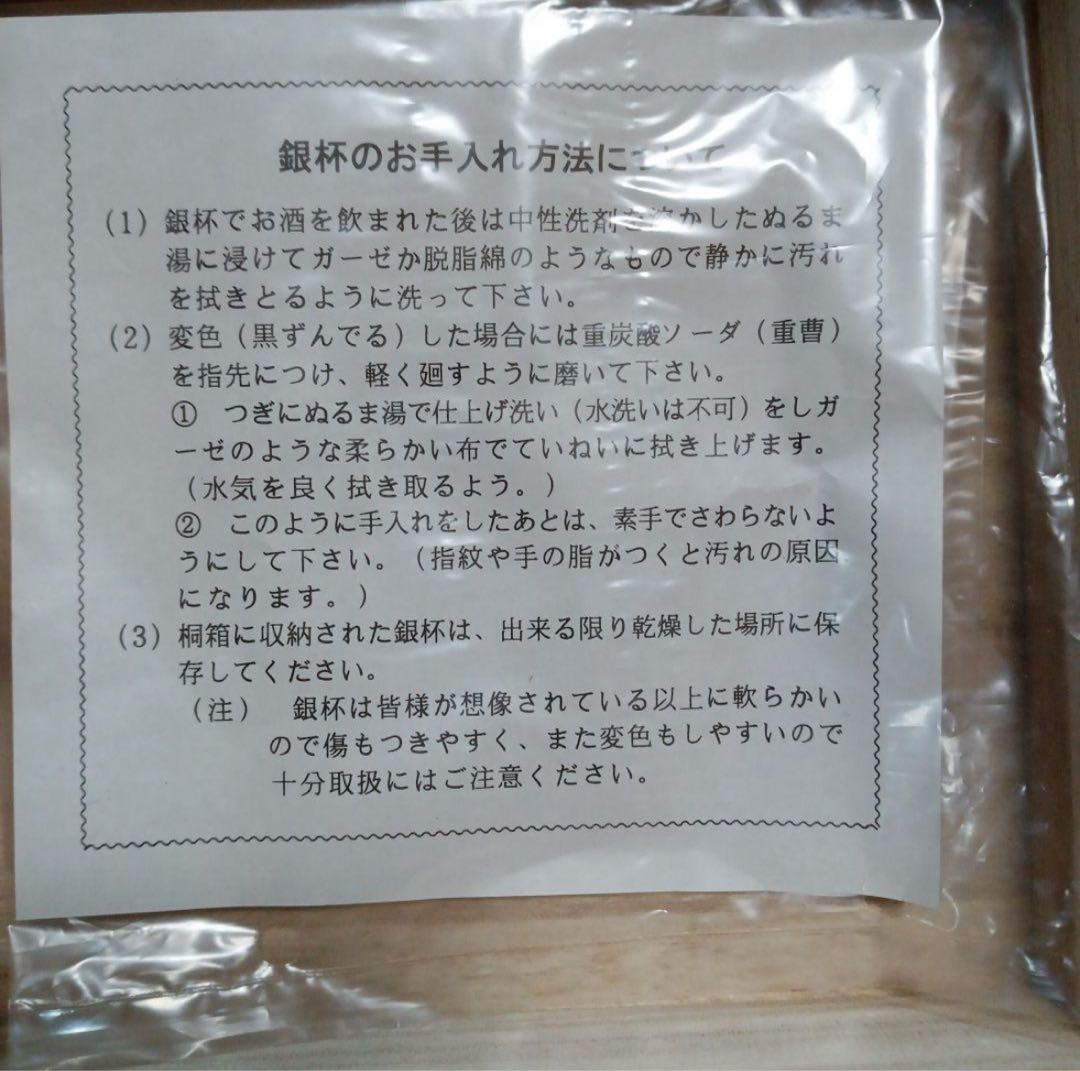 銀杯のお手入れ方法について
(1) 銀杯でお酒を飲まれた後は中性洗剤を溶かしたぬるま
湯に浸けてガーゼか脱脂綿のようなもので静かに汚れ
を拭きとるように洗って下さい。
(2) 変色（黒ずんでる）した場合には重炭酸ソーダ（重曹）
を指先につけ、軽く廻すように磨いて下さい。
① つぎにぬるま湯で仕上げ洗い（水洗いは不可）をしガ
ーゼのような柔らかい布でていねいに拭き上げます。
（水気を良く拭き取るよう。）
② このように手入れをしたあとは、素手でさわらないよ
うにして下さい。（指紋や手の脂がつくと汚れの原因
になります。）
(3) 桐箱に収納された銀杯は、出来る限り乾燥した場所に保
存してください。
（注） 銀杯は皆様が想像されている以上に軟らかい
ので傷もつきやすく、また変色もしやすいので
十分取扱にはご注意ください。